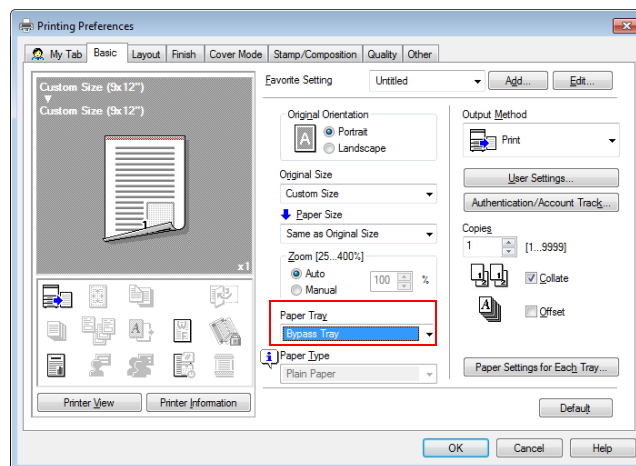 Printing Preferences
My Tab Basic Layout Finish Cover Mode Stamp/Composition Quality Other
Custom Size (9x12")
Custom Size (9x12")
1
x1
Printer View Printer Information
Favorite Setting Untitled Add... Edit...
Original Orientation
A Portrait
Landscape
Original Size
Custom Size
Paper Size
Same as Original Size
Zoom [25...400%]
Auto
Manual
100 %
Paper Tray
Bypass Tray
Paper Type
Plain Paper
Output Method
Print
User Settings...
Authentication/Account Track...
Copies
1 [1...9999]
Collate
Offset
Paper Settings for Each Tray...
Default
OK Cancel Help